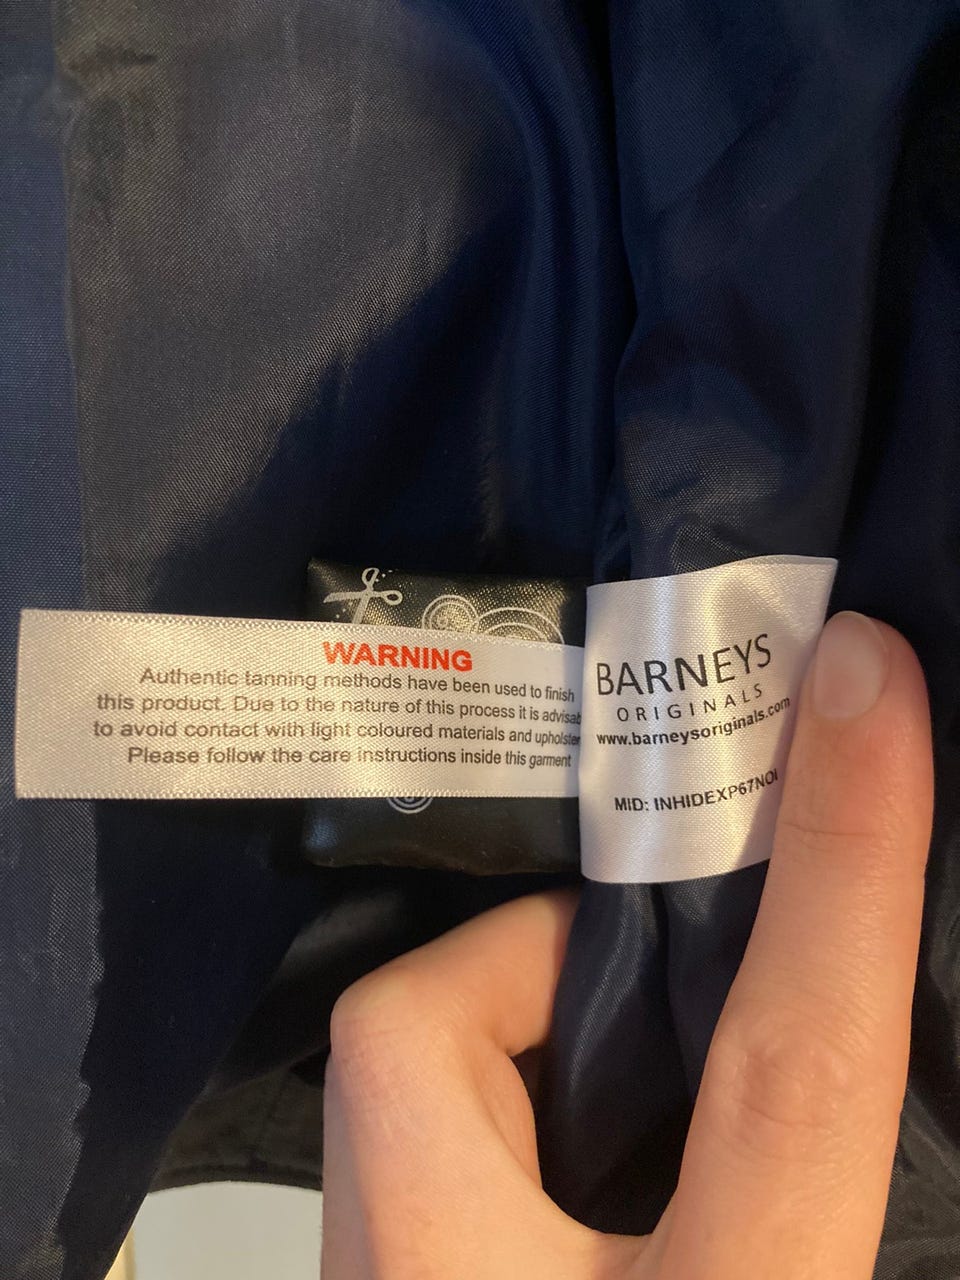 WARNING
Authentic tanning methods have been used to finish
this product. Due to the nature of this process it is
to avoid contact with light coloured materials and
Please follow the care instructions inside this garment
BARNEYS
ORIGINALS
www.barneysoriginals.com
MID: INHIDEXP67NOI